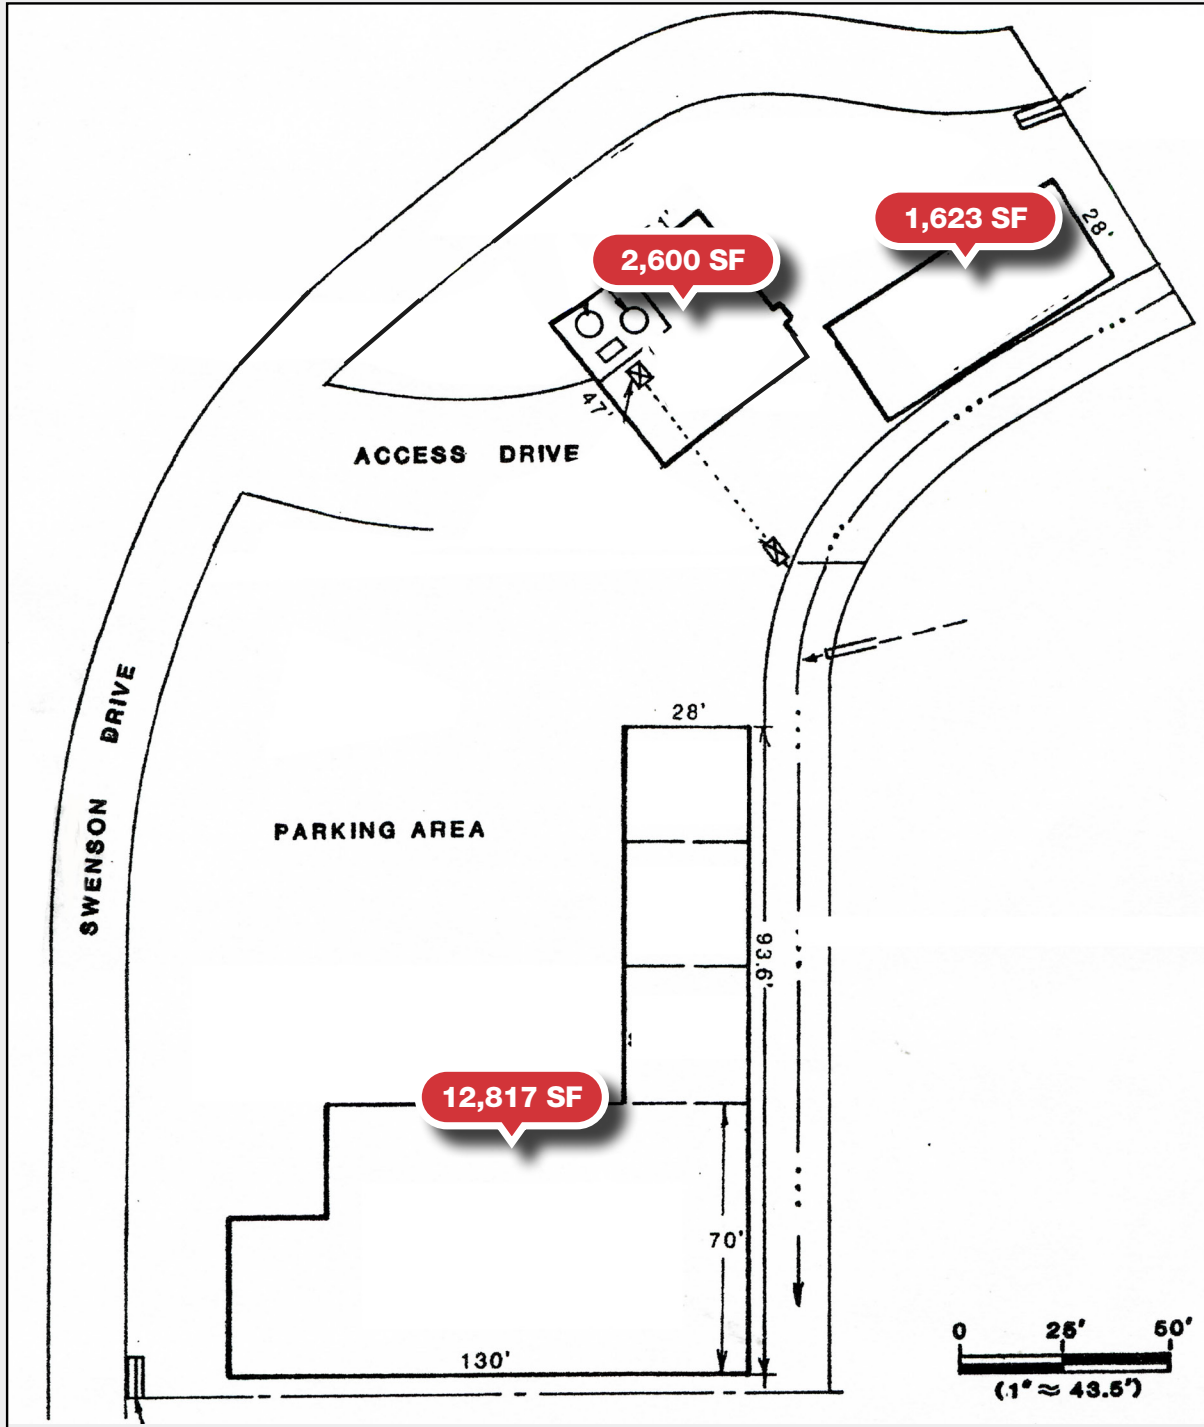 1'
28'
1,623 SF
2,600 SF
47'
ACCESS DRIVE
SWENSON DRIVE
28'
PARKING AREA
93.6'
12,817 SF
70'
130'
0 25' 50'
(.1" ≈ 43.5')